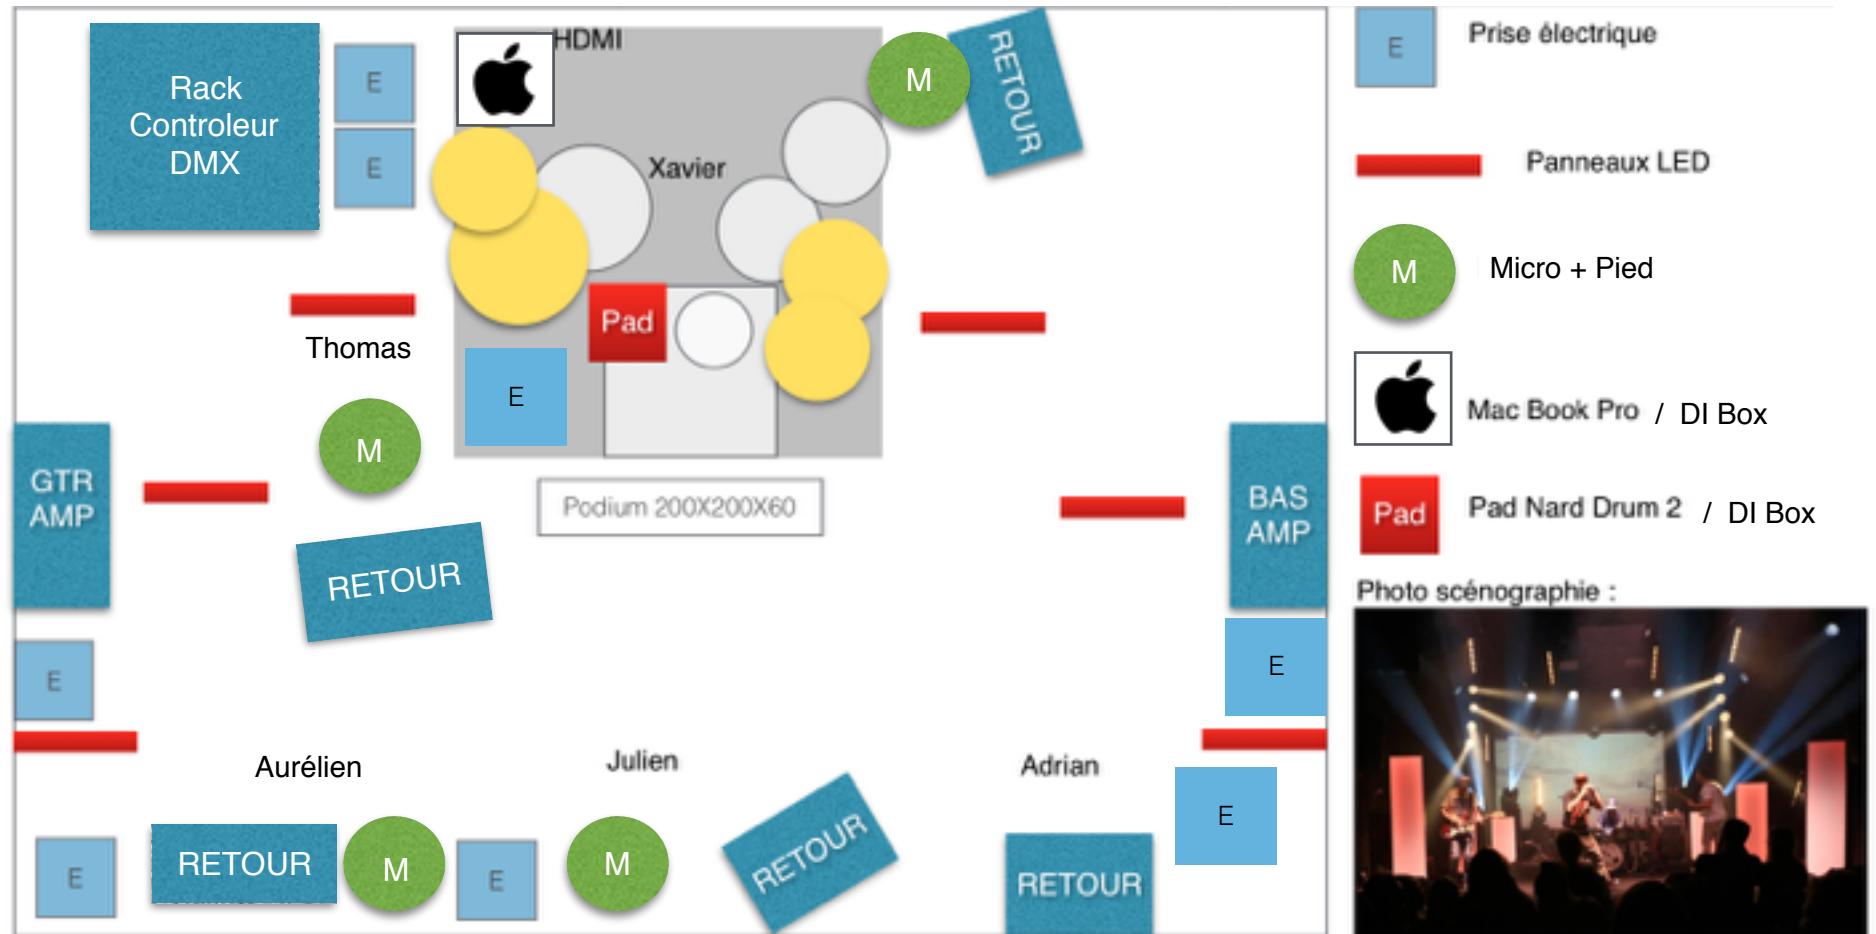 HDMI
Rack
Controleur
DMX
E
E
M
RETOUR
Xavier
Pad
Thomas
E
M
GTR
AMP
Podium 200X200X60
BAS
AMP
RETOUR
E
E
Aurélien
Julien
Adrian
E
E
RETOUR
M
E
M
RETOUR
RETOUR
E
Prise électrique
Panneaux LED
M
Micro + Pied
Mac Book Pro / DI Box
Pad
Pad Nard Drum 2 / DI Box
Photo scénographie :